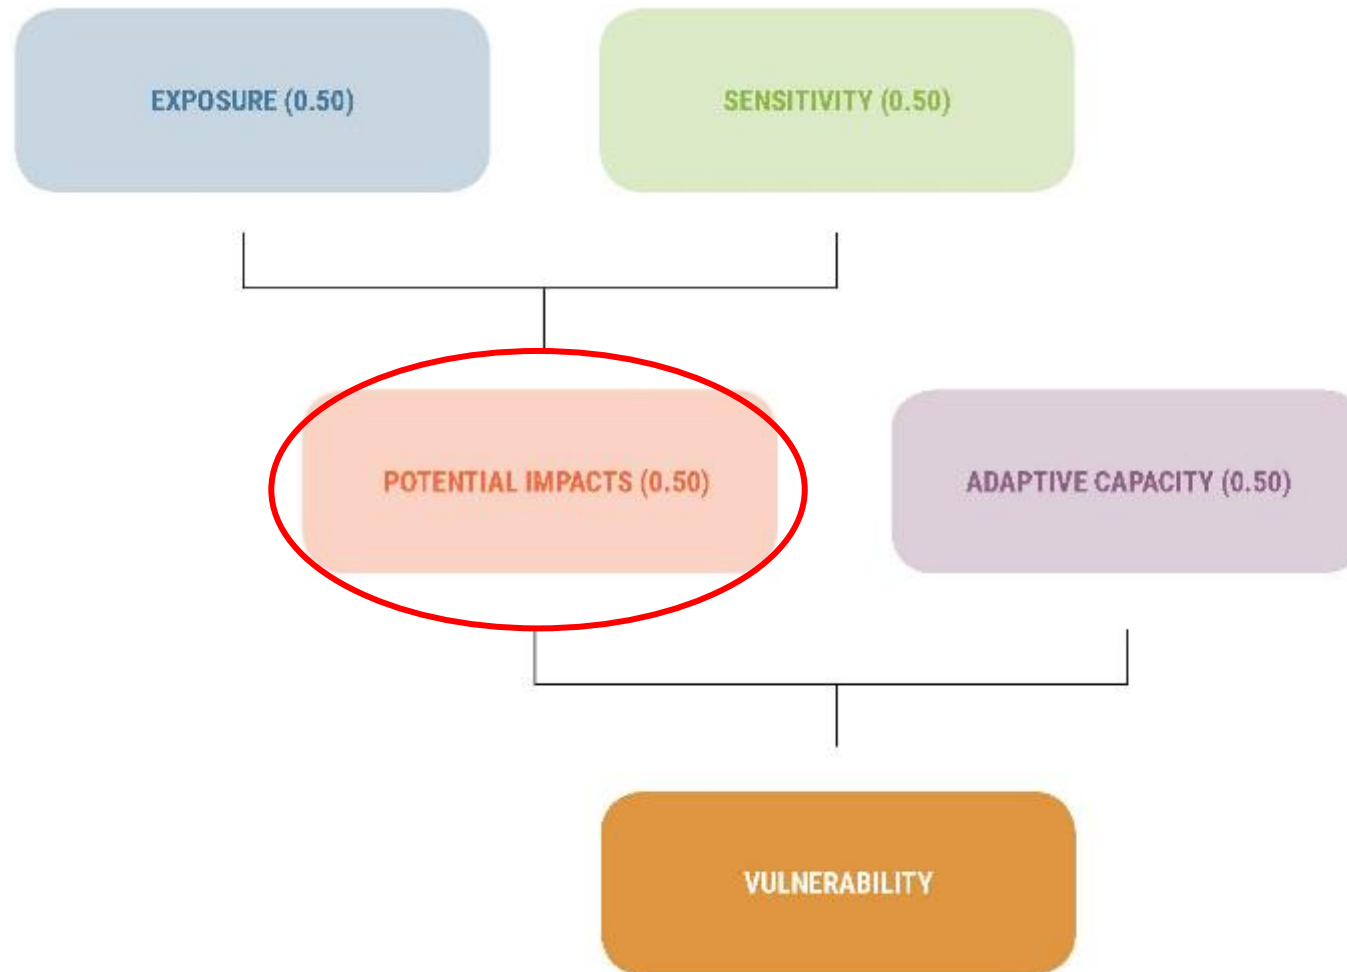 EXPOSURE (0.50)
SENSITIVITY (0.50)
POTENTIAL IMPACTS (0.50)
ADAPTIVE CAPACITY (0.50)
VULNERABILITY